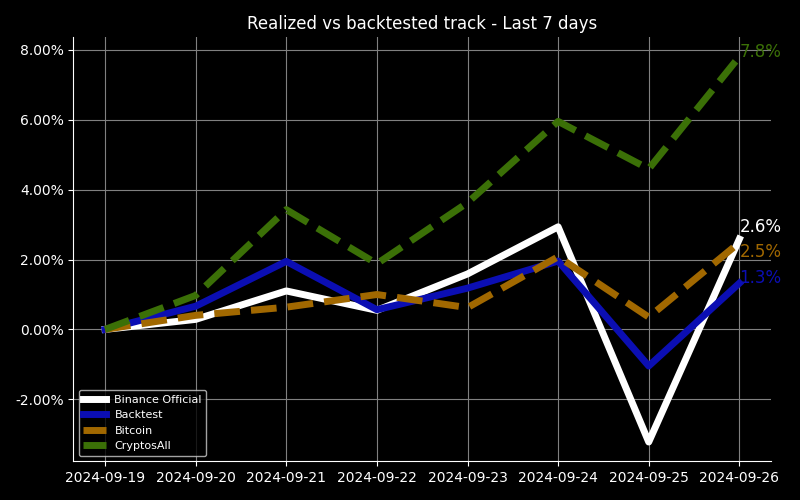 Realized vs backtested track - Last 7 days
8.00%
6.00%
4.00%
2.00%
0.00%
-2.00%
7.8%
2.6%
2.5%
1.3%
Binance Official
Backtest
Bitcoin
CryptosAll
2024-09-19 2024-09-20 2024-09-21 2024-09-22 2024-09-23 2024-09-24 2024-09-25 2024-09-26